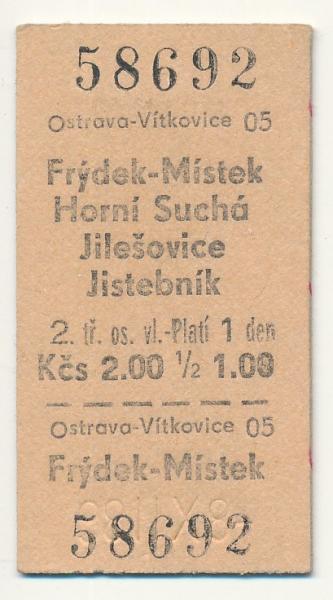 58692
Ostrava-Vítkovice 05
Frýdek-Místek
Horní Suchá
Jilešovice
Jistebník
2. tř. os. vl.-Platí 1 den
Kčs 2.00 ½ 1.00
Ostrava-Vítkovice 05
Frýdek-Místek
58692